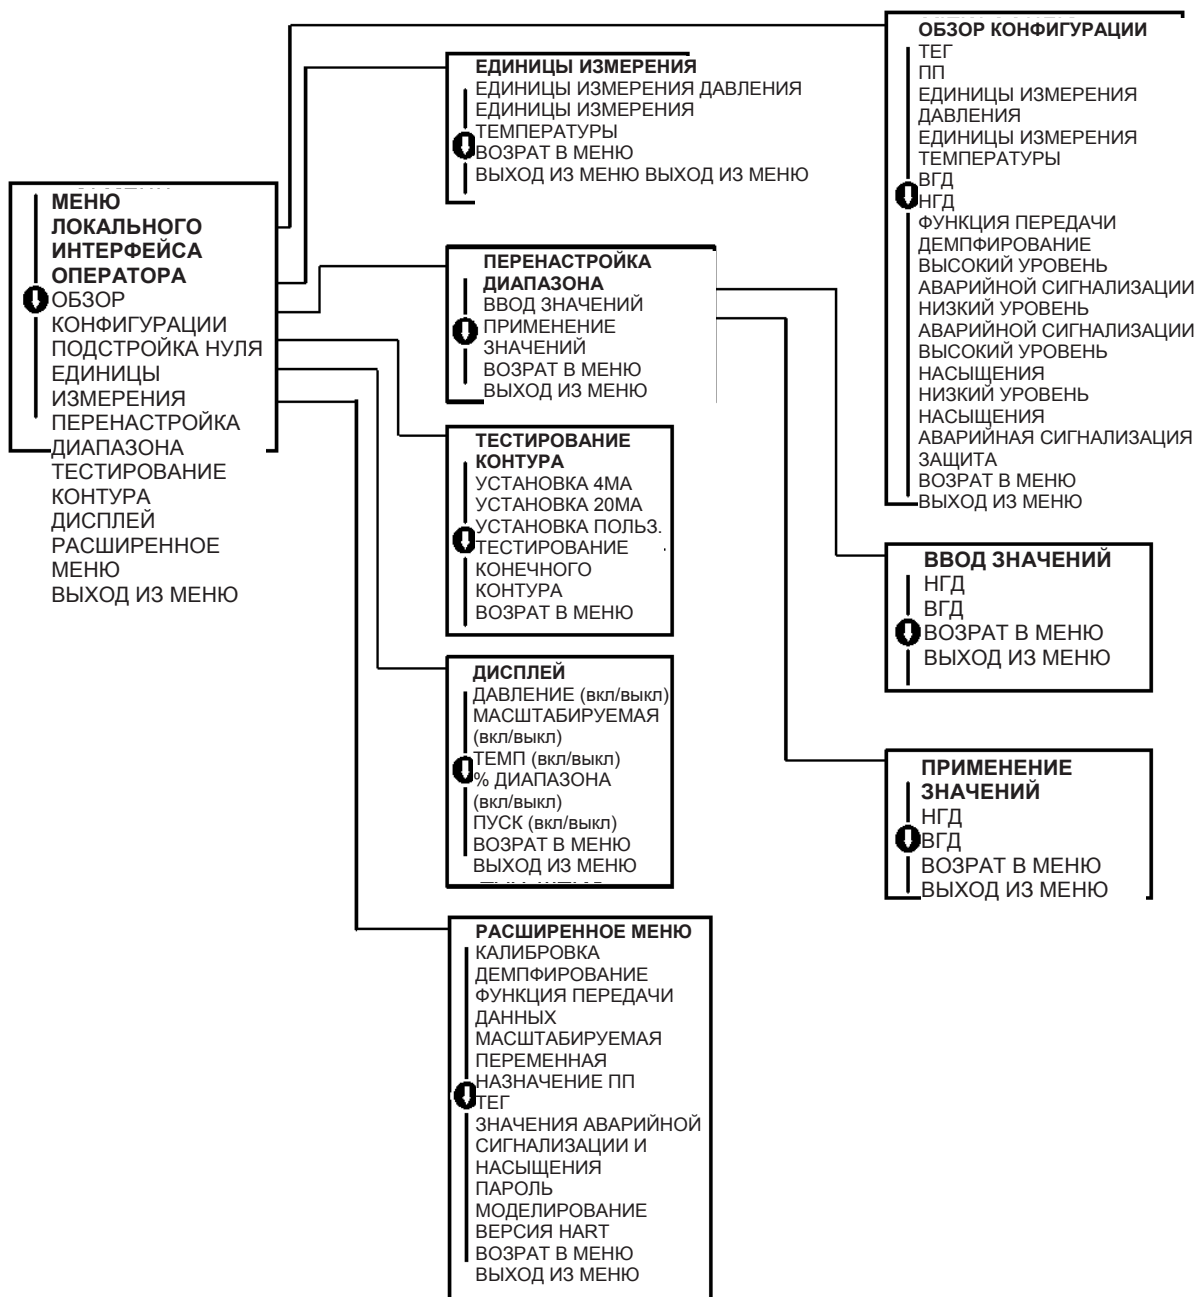 МЕНЮ
ЛОКАЛЬНОГО
ИНТЕРФЕЙСА
ОПЕРАТОРА
ОБЗОР
КОНФИГУРАЦИИ
ПОДСТРОЙКА НУЛЯ
ЕДИНИЦЫ
ИЗМЕРЕНИЯ
ПЕРЕНАСТРОЙКА
ДИАПАЗОНА
ТЕСТИРОВАНИЕ
КОНТУРА
ДИСПЛЕЙ
РАСШИРЕННОЕ
МЕНЮ
ВЫХОД ИЗ МЕНЮ
ЕДИНИЦЫ ИЗМЕРЕНИЯ
ЕДИНИЦЫ ИЗМЕРЕНИЯ ДАВЛЕНИЯ
ЕДИНИЦЫ ИЗМЕРЕНИЯ
ТЕМПЕРАТУРЫ
ВОЗРАТ В МЕНЮ
ВЫХОД ИЗ МЕНЮ ВЫХОД ИЗ МЕНЮ
ПЕРЕНАСТРОЙКА
ДИАПАЗОНА
ВВОД ЗНАЧЕНИЙ
ПРИМЕНЕНИЕ
ЗНАЧЕНИЙ
ВОЗРАТ В МЕНЮ
ВЫХОД ИЗ МЕНЮ
ТЕСТИРОВАНИЕ
КОНТУРА
УСТАНОВКА 4МА
УСТАНОВКА 20МА
УСТАНОВКА ПОЛЬЗ.
ТЕСТИРОВАНИЕ
КОНЕЧНОГО
КОНТУРА
ВОЗРАТ В МЕНЮ
ДИСПЛЕЙ
ДАВЛЕНИЕ (вкл/выкл)
МАСШТАБИРУЕМАЯ
(вкл/выкл)
ТЕМП (вкл/выкл)
% ДИАПАЗОНА
(вкл/выкл)
ПУСК (вкл/выкл)
ВОЗРАТ В МЕНЮ
ВЫХОД ИЗ МЕНЮ
РАСШИРЕННОЕ МЕНЮ
КАЛИБРОВКА
ДЕМПФИРОВАНИЕ
ФУНКЦИЯ ПЕРЕДАЧИ
ДАННЫХ
МАСШТАБИРУЕМАЯ
ПЕРЕМЕННАЯ
НАЗНАЧЕНИЕ ПП
ТЕГ
ЗНАЧЕНИЯ АВАРИЙНОЙ
СИГНАЛИЗАЦИИ И
НАСЫЩЕНИЯ
ПАРОЛЬ
МОДЕЛИРОВАНИЕ
ВЕРСИЯ HART
ВОЗРАТ В МЕНЮ
ВЫХОД ИЗ МЕНЮ
ОБЗОР КОНФИГУРАЦИИ
ТЕГ
ПП
ЕДИНИЦЫ ИЗМЕРЕНИЯ
ДАВЛЕНИЯ
ЕДИНИЦЫ ИЗМЕРЕНИЯ
ТЕМПЕРАТУРЫ
ВГД
НГД
ФУНКЦИЯ ПЕРЕДАЧИ
ДЕМПФИРОВАНИЕ
ВЫСОКИЙ УРОВЕНЬ
АВАРИЙНОЙ СИГНАЛИЗАЦИИ
НИЗКИЙ УРОВЕНЬ
АВАРИЙНОЙ СИГНАЛИЗАЦИИ
ВЫСОКИЙ УРОВЕНЬ
НАСЫЩЕНИЯ
НИЗКИЙ УРОВЕНЬ
НАСЫЩЕНИЯ
АВАРИЙНАЯ СИГНАЛИЗАЦИЯ
ЗАЩИТА
ВОЗРАТ В МЕНЮ
ВЫХОД ИЗ МЕНЮ
ВВОД ЗНАЧЕНИЙ
НГД
ВГД
ВОЗРАТ В МЕНЮ
ВЫХОД ИЗ МЕНЮ
ПРИМЕНЕНИЕ
ЗНАЧЕНИЙ
НГД
ВГД
ВОЗРАТ В МЕНЮ
ВЫХОД ИЗ МЕНЮ